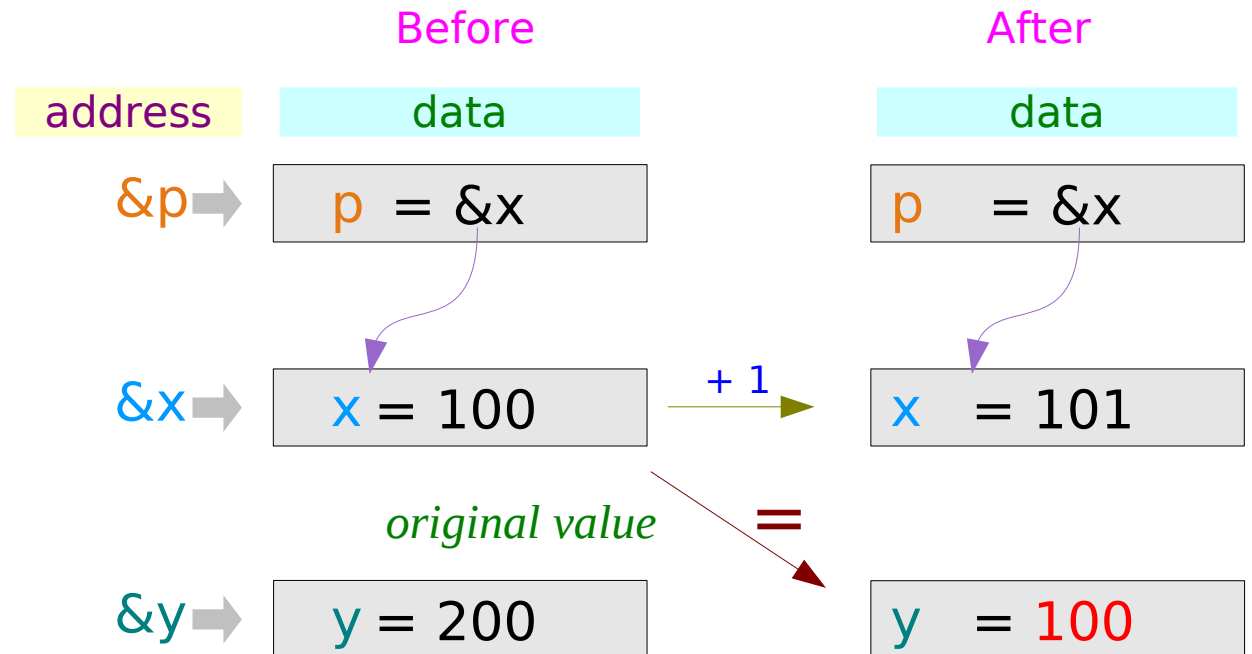 Before After
address data data
&p p = &x p = &x
+ 1
&x x = 100 x = 101
original value =
&y y = 200 y = 100